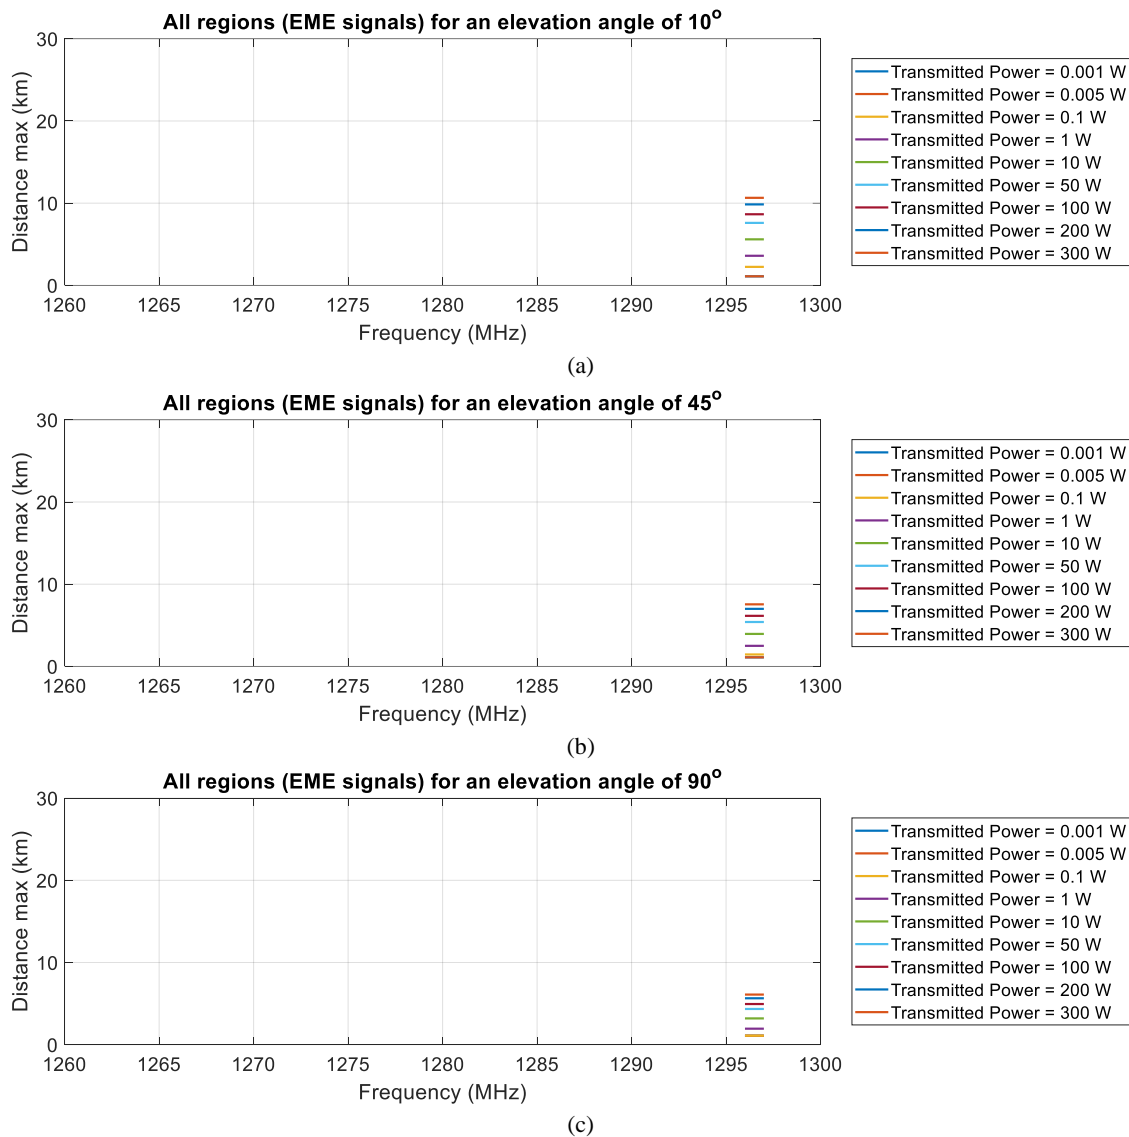 All regions (EME signals) for an elevation angle of 10°
Distance max (km)
30
20
10
0
1260 1265 1270 1275 1280 1285 1290 1295 1300
Frequency (MHz)
Transmitted Power = 0.001 W
Transmitted Power = 0.005 W
Transmitted Power = 0.1 W
Transmitted Power = 1 W
Transmitted Power = 10 W
Transmitted Power = 50 W
Transmitted Power = 100 W
Transmitted Power = 200 W
Transmitted Power = 300 W
(a)
All regions (EME signals) for an elevation angle of 45°
Distance max (km)
30
20
10
0
1260 1265 1270 1275 1280 1285 1290 1295 1300
Frequency (MHz)
Transmitted Power = 0.001 W
Transmitted Power = 0.005 W
Transmitted Power = 0.1 W
Transmitted Power = 1 W
Transmitted Power = 10 W
Transmitted Power = 50 W
Transmitted Power = 100 W
Transmitted Power = 200 W
Transmitted Power = 300 W
(b)
All regions (EME signals) for an elevation angle of 90°
Distance max (km)
30
20
10
0
1260 1265 1270 1275 1280 1285 1290 1295 1300
Frequency (MHz)
Transmitted Power = 0.001 W
Transmitted Power = 0.005 W
Transmitted Power = 0.1 W
Transmitted Power = 1 W
Transmitted Power = 10 W
Transmitted Power = 50 W
Transmitted Power = 100 W
Transmitted Power = 200 W
Transmitted Power = 300 W
(c)